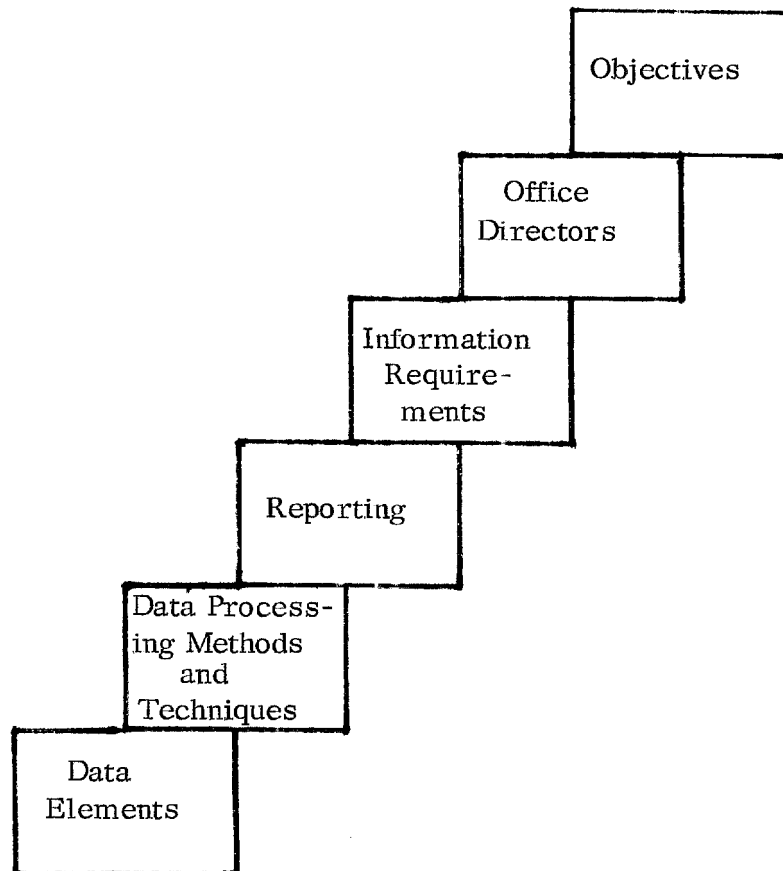 Objectives
Office
Directors
Information
Require-
ments
Reporting
Data Process-
ing Methods
and
Techniques
Data
Elements